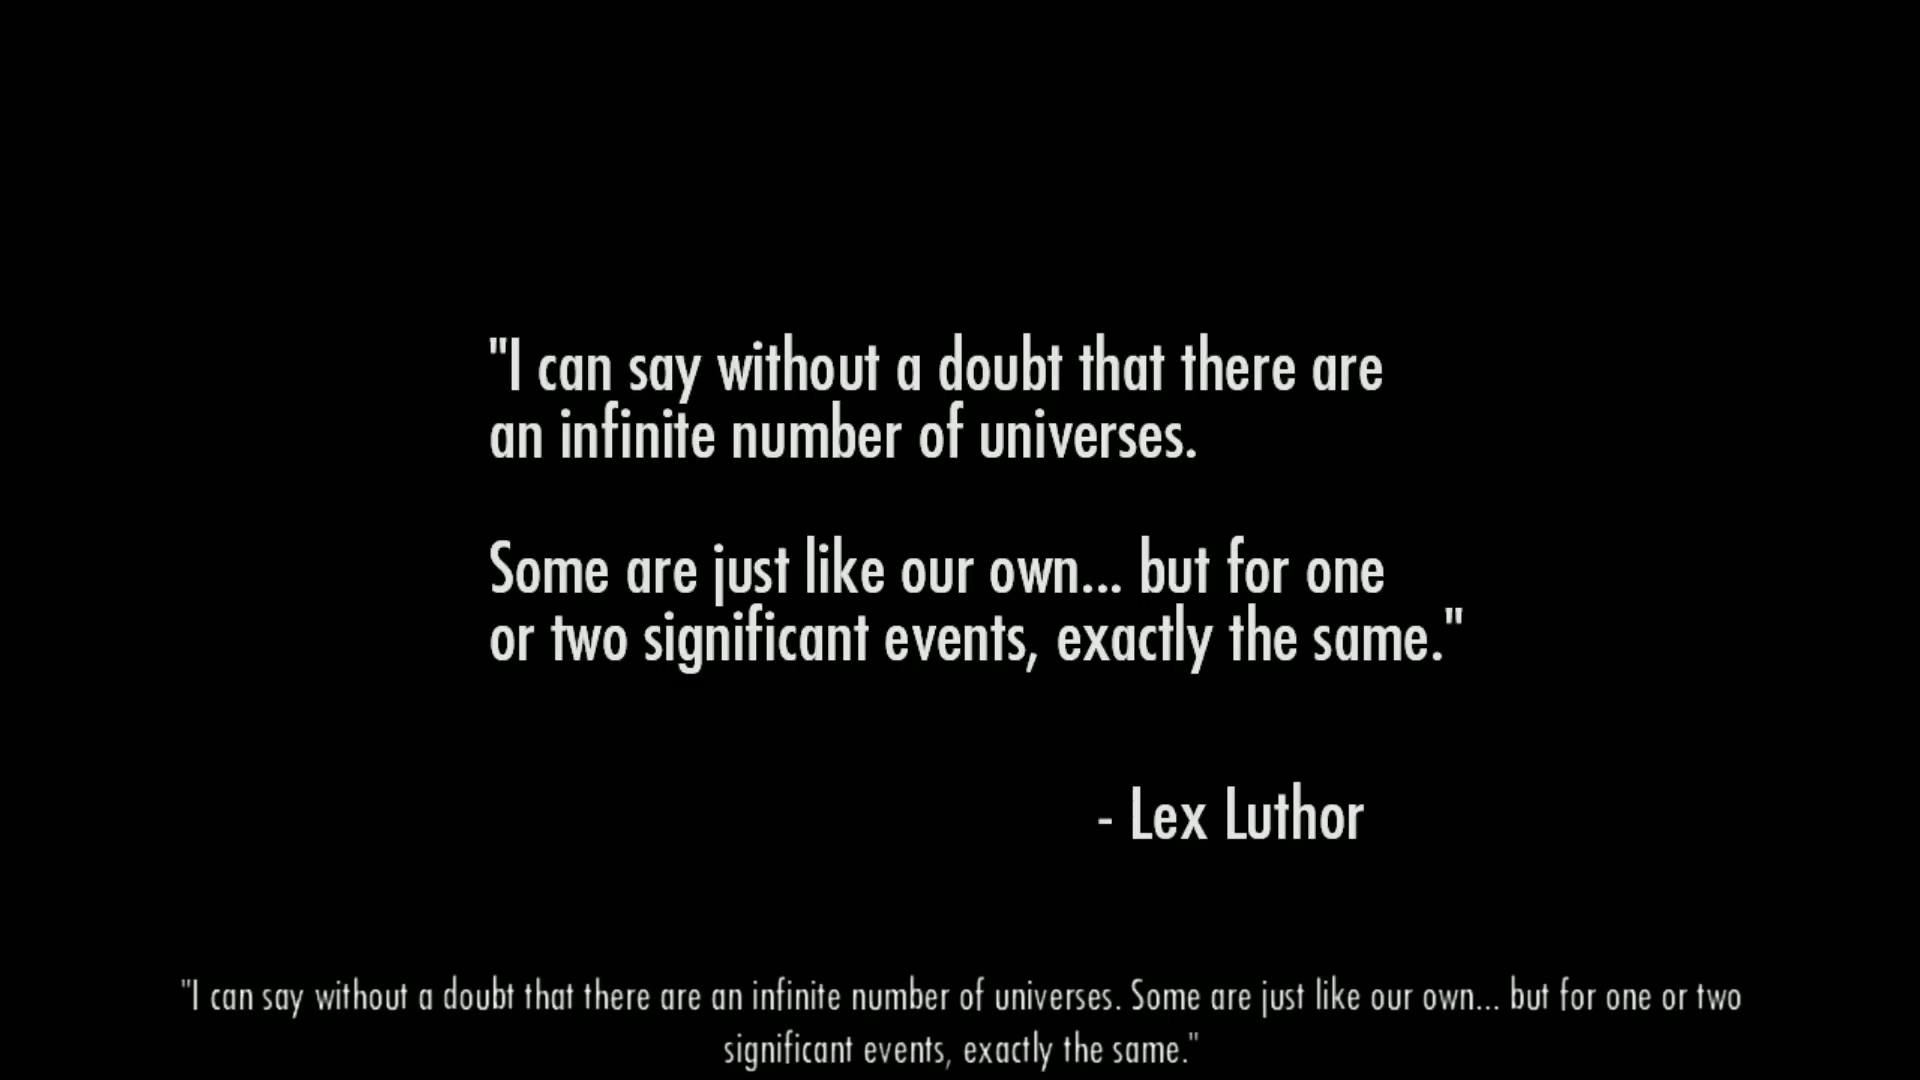 "I can say without a doubt that there are
an infinite number of universes.
Some are just like our own... but for one
or two significant events, exactly the same."
- Lex Luthor
"I can say without a doubt that there are an infinite number of universes. Some are just like our own... but for one or two
significant events, exactly the same."